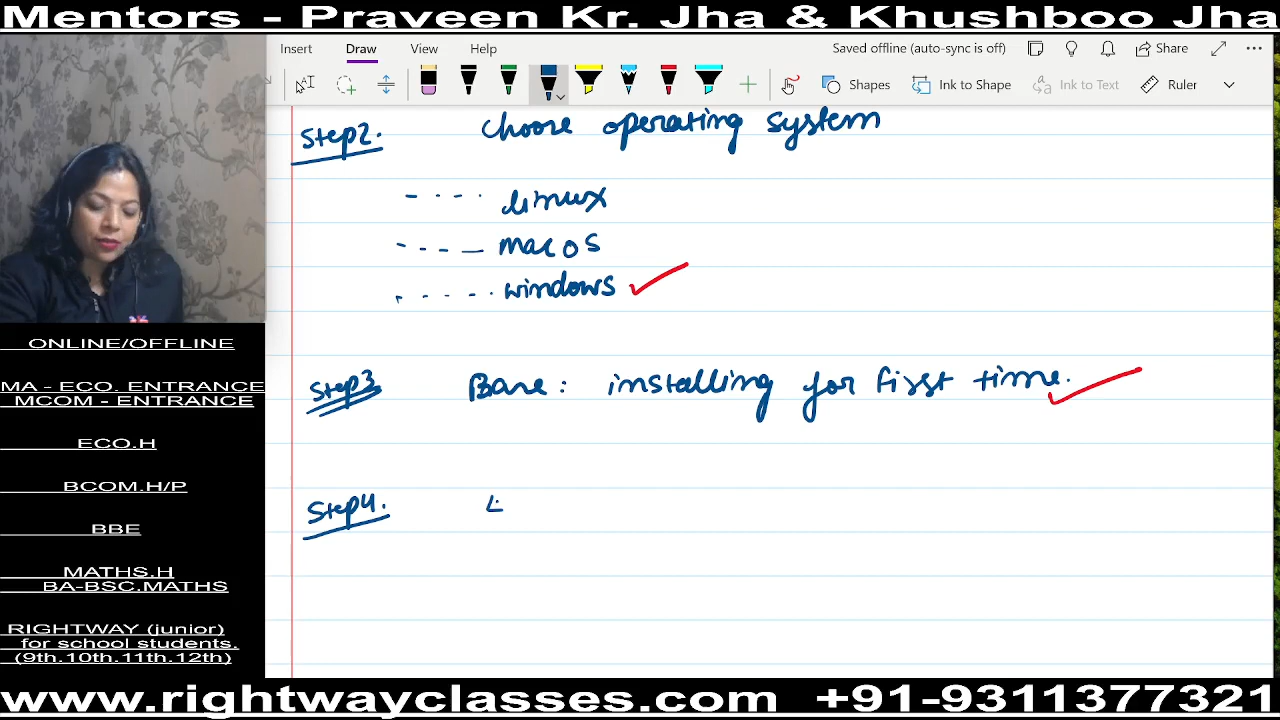 Mentors - Praveen Kr. Jha & Khushboo Jha
Insert Draw View Help Saved offline (auto-sync is off) Share
Shapes Ink to Shape Ink to Text Ruler
Step2. Choose operating system
Linux
macOS
windows
Step3 Base: installing for first time.
Step4.
ONLINE/OFFLINE
MA - ECO. ENTRANCE
MCOM - ENTRANCE
ECO.H
BCOM.H/P
BBE
MATHS.H
BA-BSC.MATHS
RIGHTWAY (junior)
for school students.
(9th.10th.11th.12th)
www.rightwayclasses.com +91-9311377321